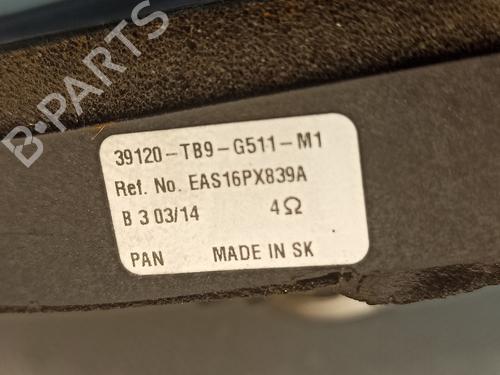 B-PARTS
39120-TB9-G511-M1
Ref. No. EAS16PX839A
B 3 03/14 4Ω
PAN MADE IN SK